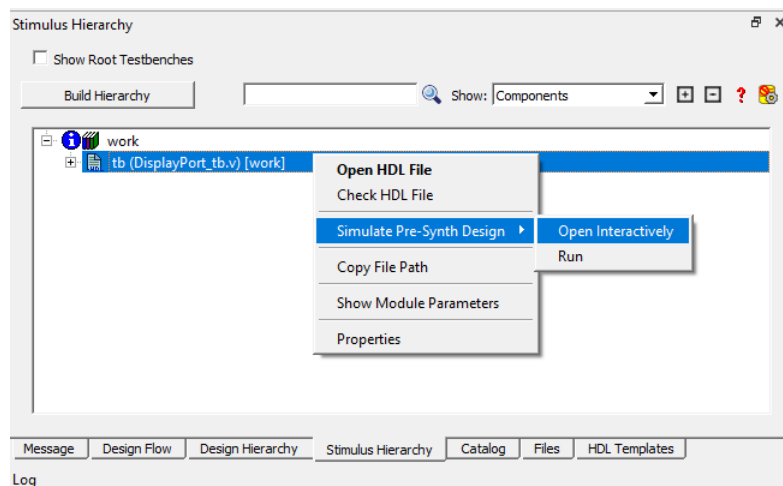 Stimulus Hierarchy
Show Root Testbenches
Build Hierarchy
Show: Components
work
tb (DisplayPort_tb.v) [work]
Open HDL File
Check HDL File
Simulate Pre-Synth Design
Open Interactively
Run
Copy File Path
Show Module Parameters
Properties
Message Design Flow Design Hierarchy Stimulus Hierarchy Catalog Files HDL Templates
Log